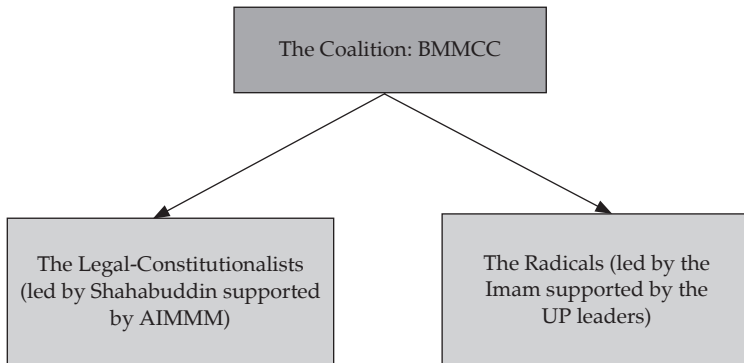 The Coalition: BMMCC
The Legal-Constitutionalists
(led by Shahabuddin supported
by AIMMM)
The Radicals (led by the
Imam supported by the
UP leaders)